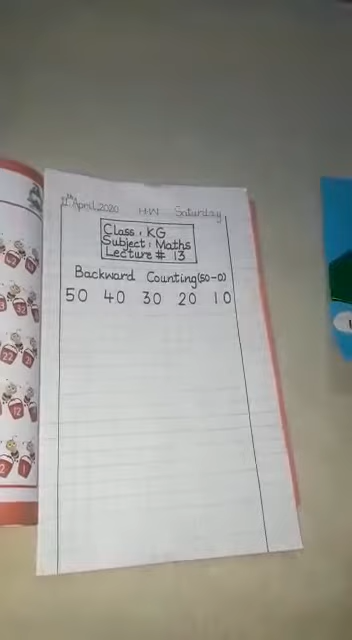 11th April, 2020 H.W Saturday
Class : KG
Subject : Maths
Lecture # 13
Backward Counting (50-0)
50 40 30 20 10